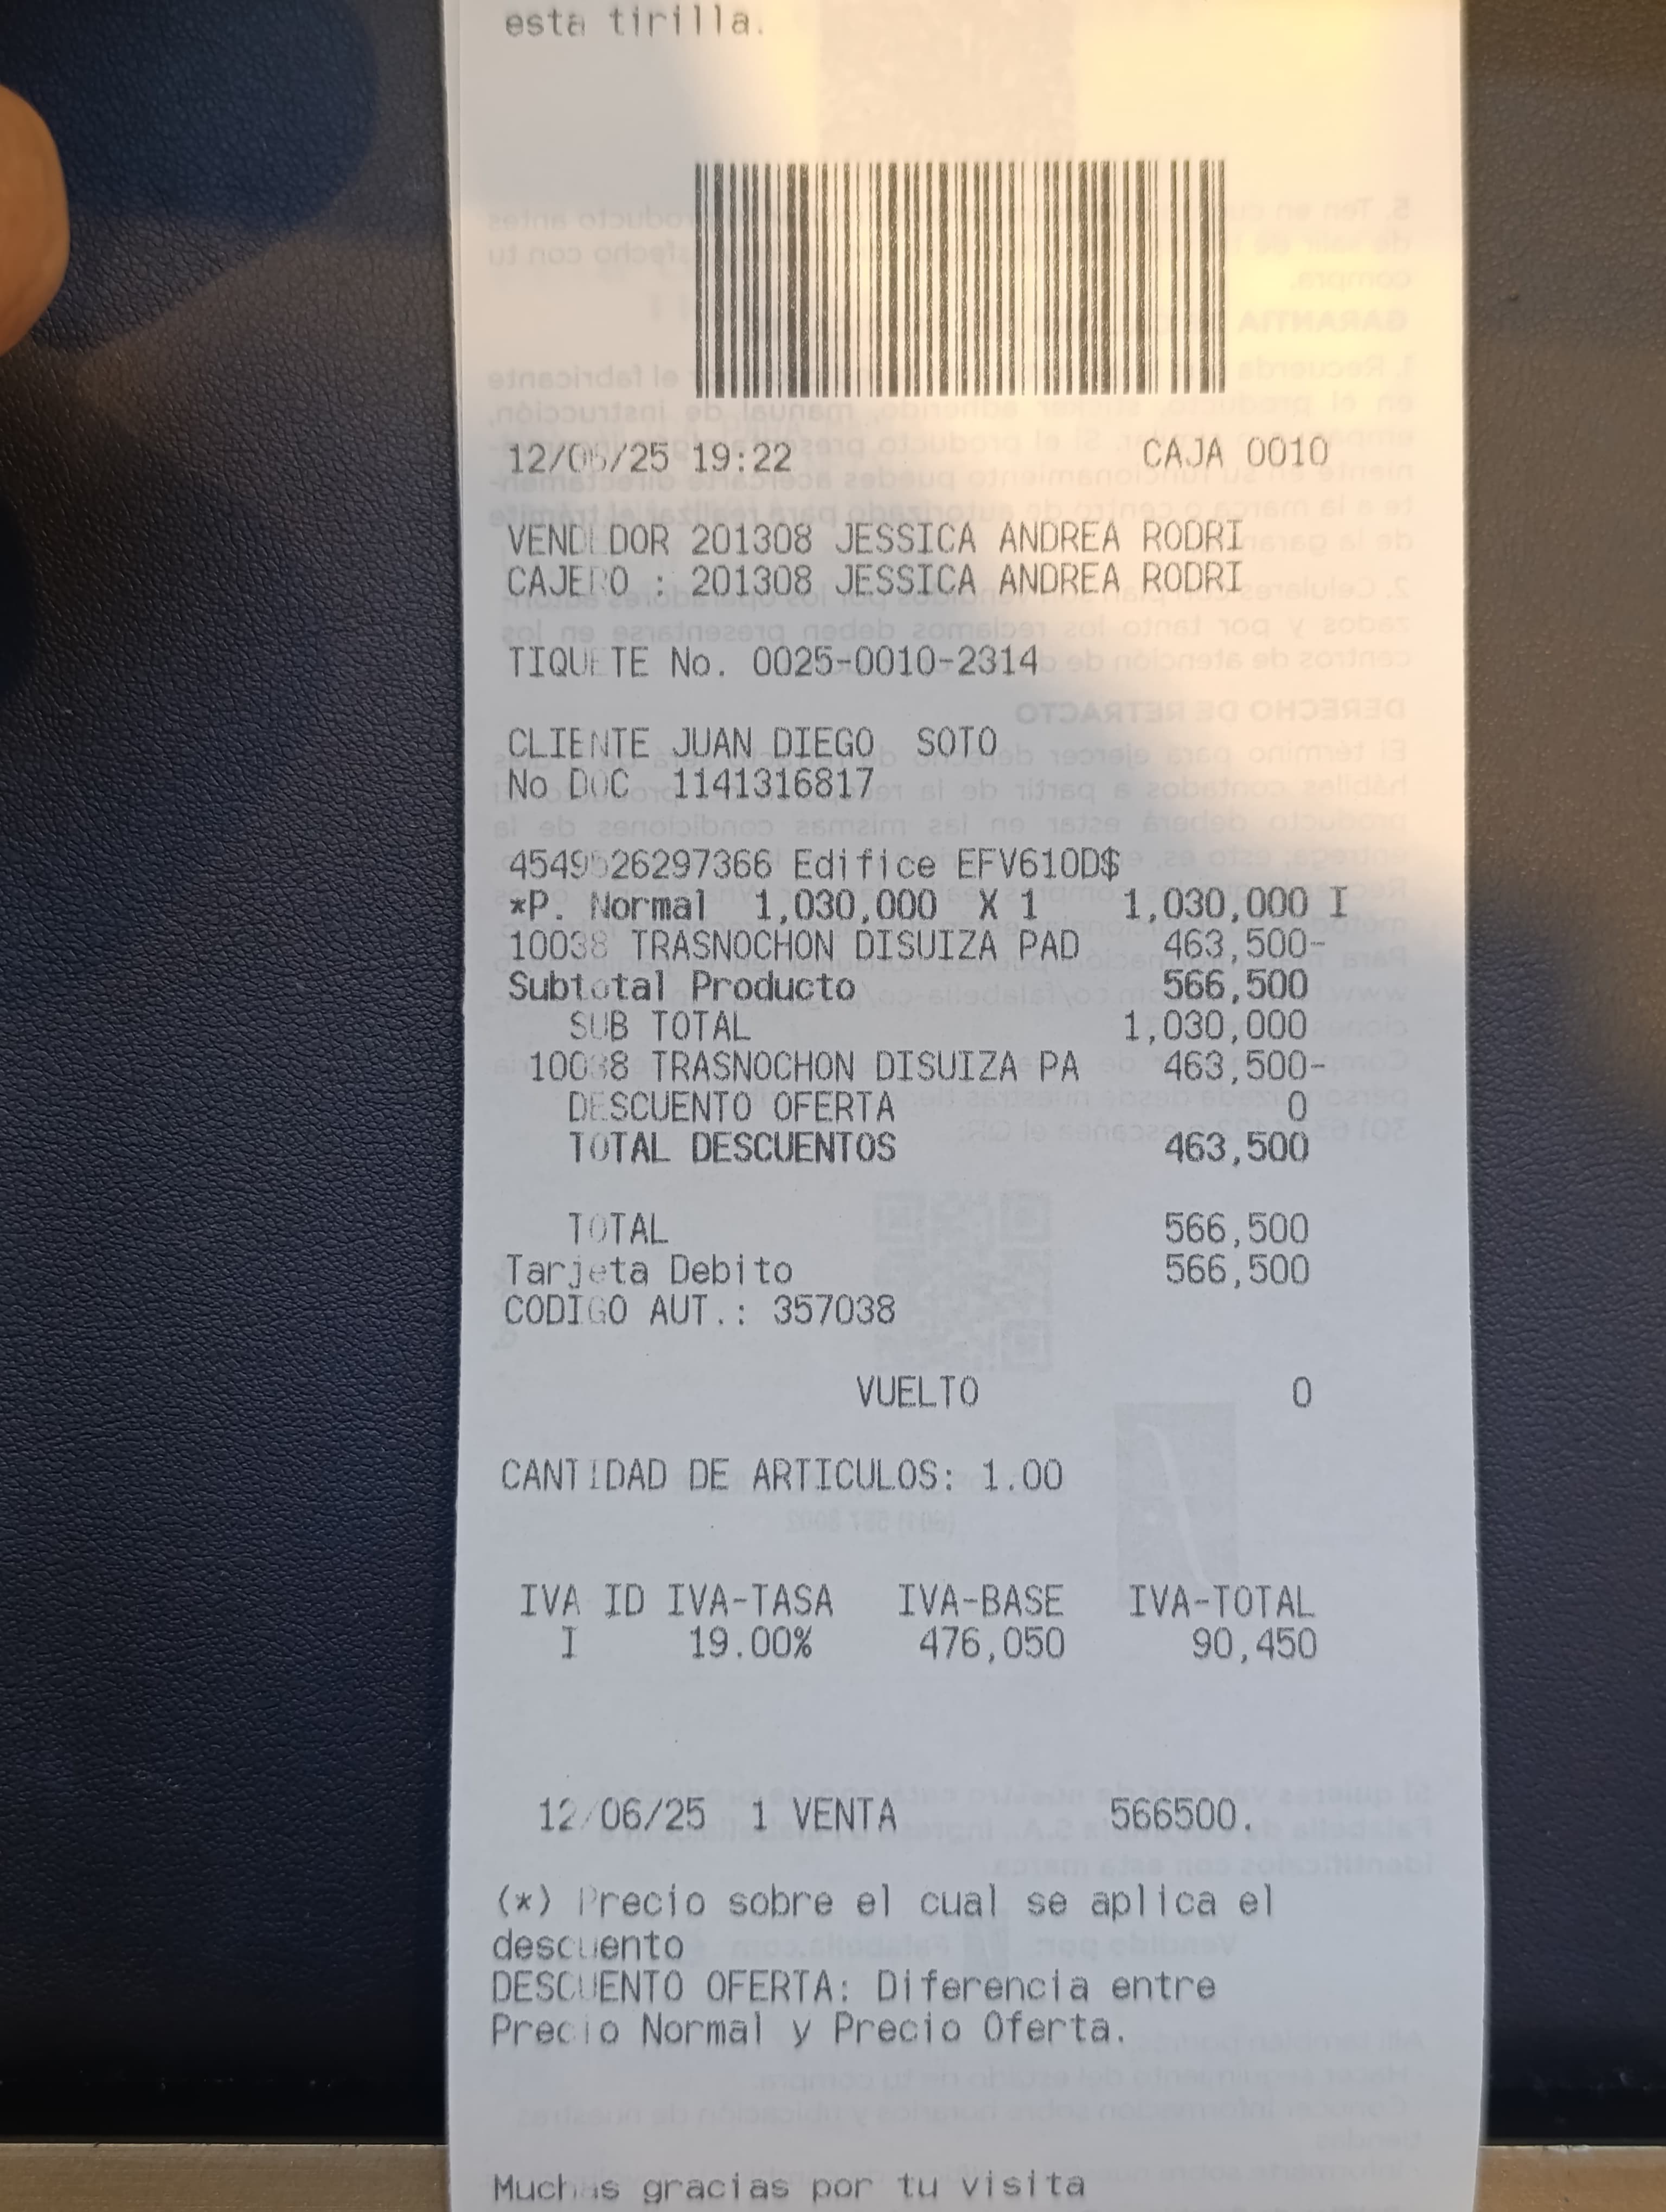 esta tirilla.
12/06/25 19:22 CAJA 0010
VENDEDOR 201308 JESSICA ANDREA RODRI
CAJERO : 201308 JESSICA ANDREA RODRI
TIQUETE No. 0025-0010-2314
CLIENTE JUAN DIEGO SOTO
No DOC 1141316817
4549526297366 Edifice EFV610D$
*P. Normal 1,030,000 X 1 1,030,000 I
10038 TRASNOCHON DISUIZA PAD 463,500-
Subtotal Producto 566,500
SUB TOTAL 1,030,000
10038 TRASNOCHON DISUIZA PA 463,500-
DESCUENTO OFERTA 0
TOTAL DESCUENTOS 463,500
TOTAL 566,500
Tarjeta Debito 566,500
CODIGO AUT.: 357038
VUELTO 0
CANTIDAD DE ARTICULOS: 1.00
IVA ID IVA-TASA IVA-BASE IVA-TOTAL
I 19.00% 476,050 90,450
12/06/25 1 VENTA 566500.
(*) Precio sobre el cual se aplica el
descuento
DESCUENTO OFERTA: Diferencia entre
Precio Normal y Precio Oferta.
Muchas gracias por tu visita